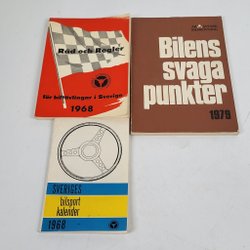 Råd och Regler
för biltävlingar i Sverige
1968
Bilens
svaga
punkter
1979
SVERIGES
bilsport
kalender
1968